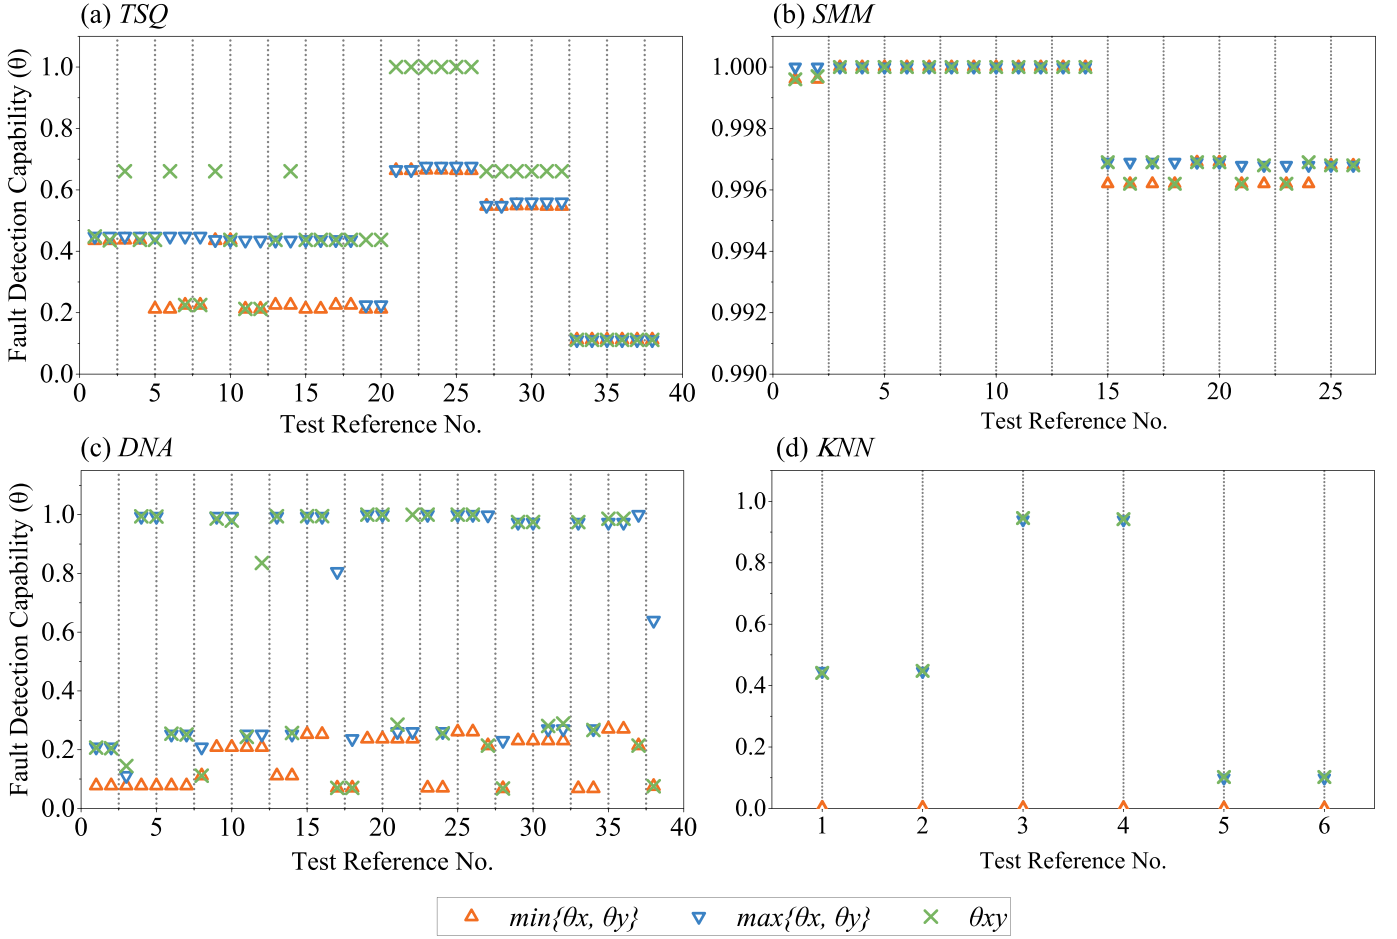 (a) TSQ
Fault Detection Capability (θ)
1.0
0.8
0.6
0.4
0.2
0.0
0 5 10 15 20 25 30 35 40
Test Reference No.
(b) SMM
1.000
0.998
0.996
0.994
0.992
0.990
0 5 10 15 20 25
Test Reference No.
(c) DNA
Fault Detection Capability (θ)
1.0
0.8
0.6
0.4
0.2
0.0
0 5 10 15 20 25 30 35 40
Test Reference No.
(d) KNN
1.0
0.8
0.6
0.4
0.2
0.0
1 2 3 4 5 6
Test Reference No.
min{θx, θy} max{θx, θy} θxy